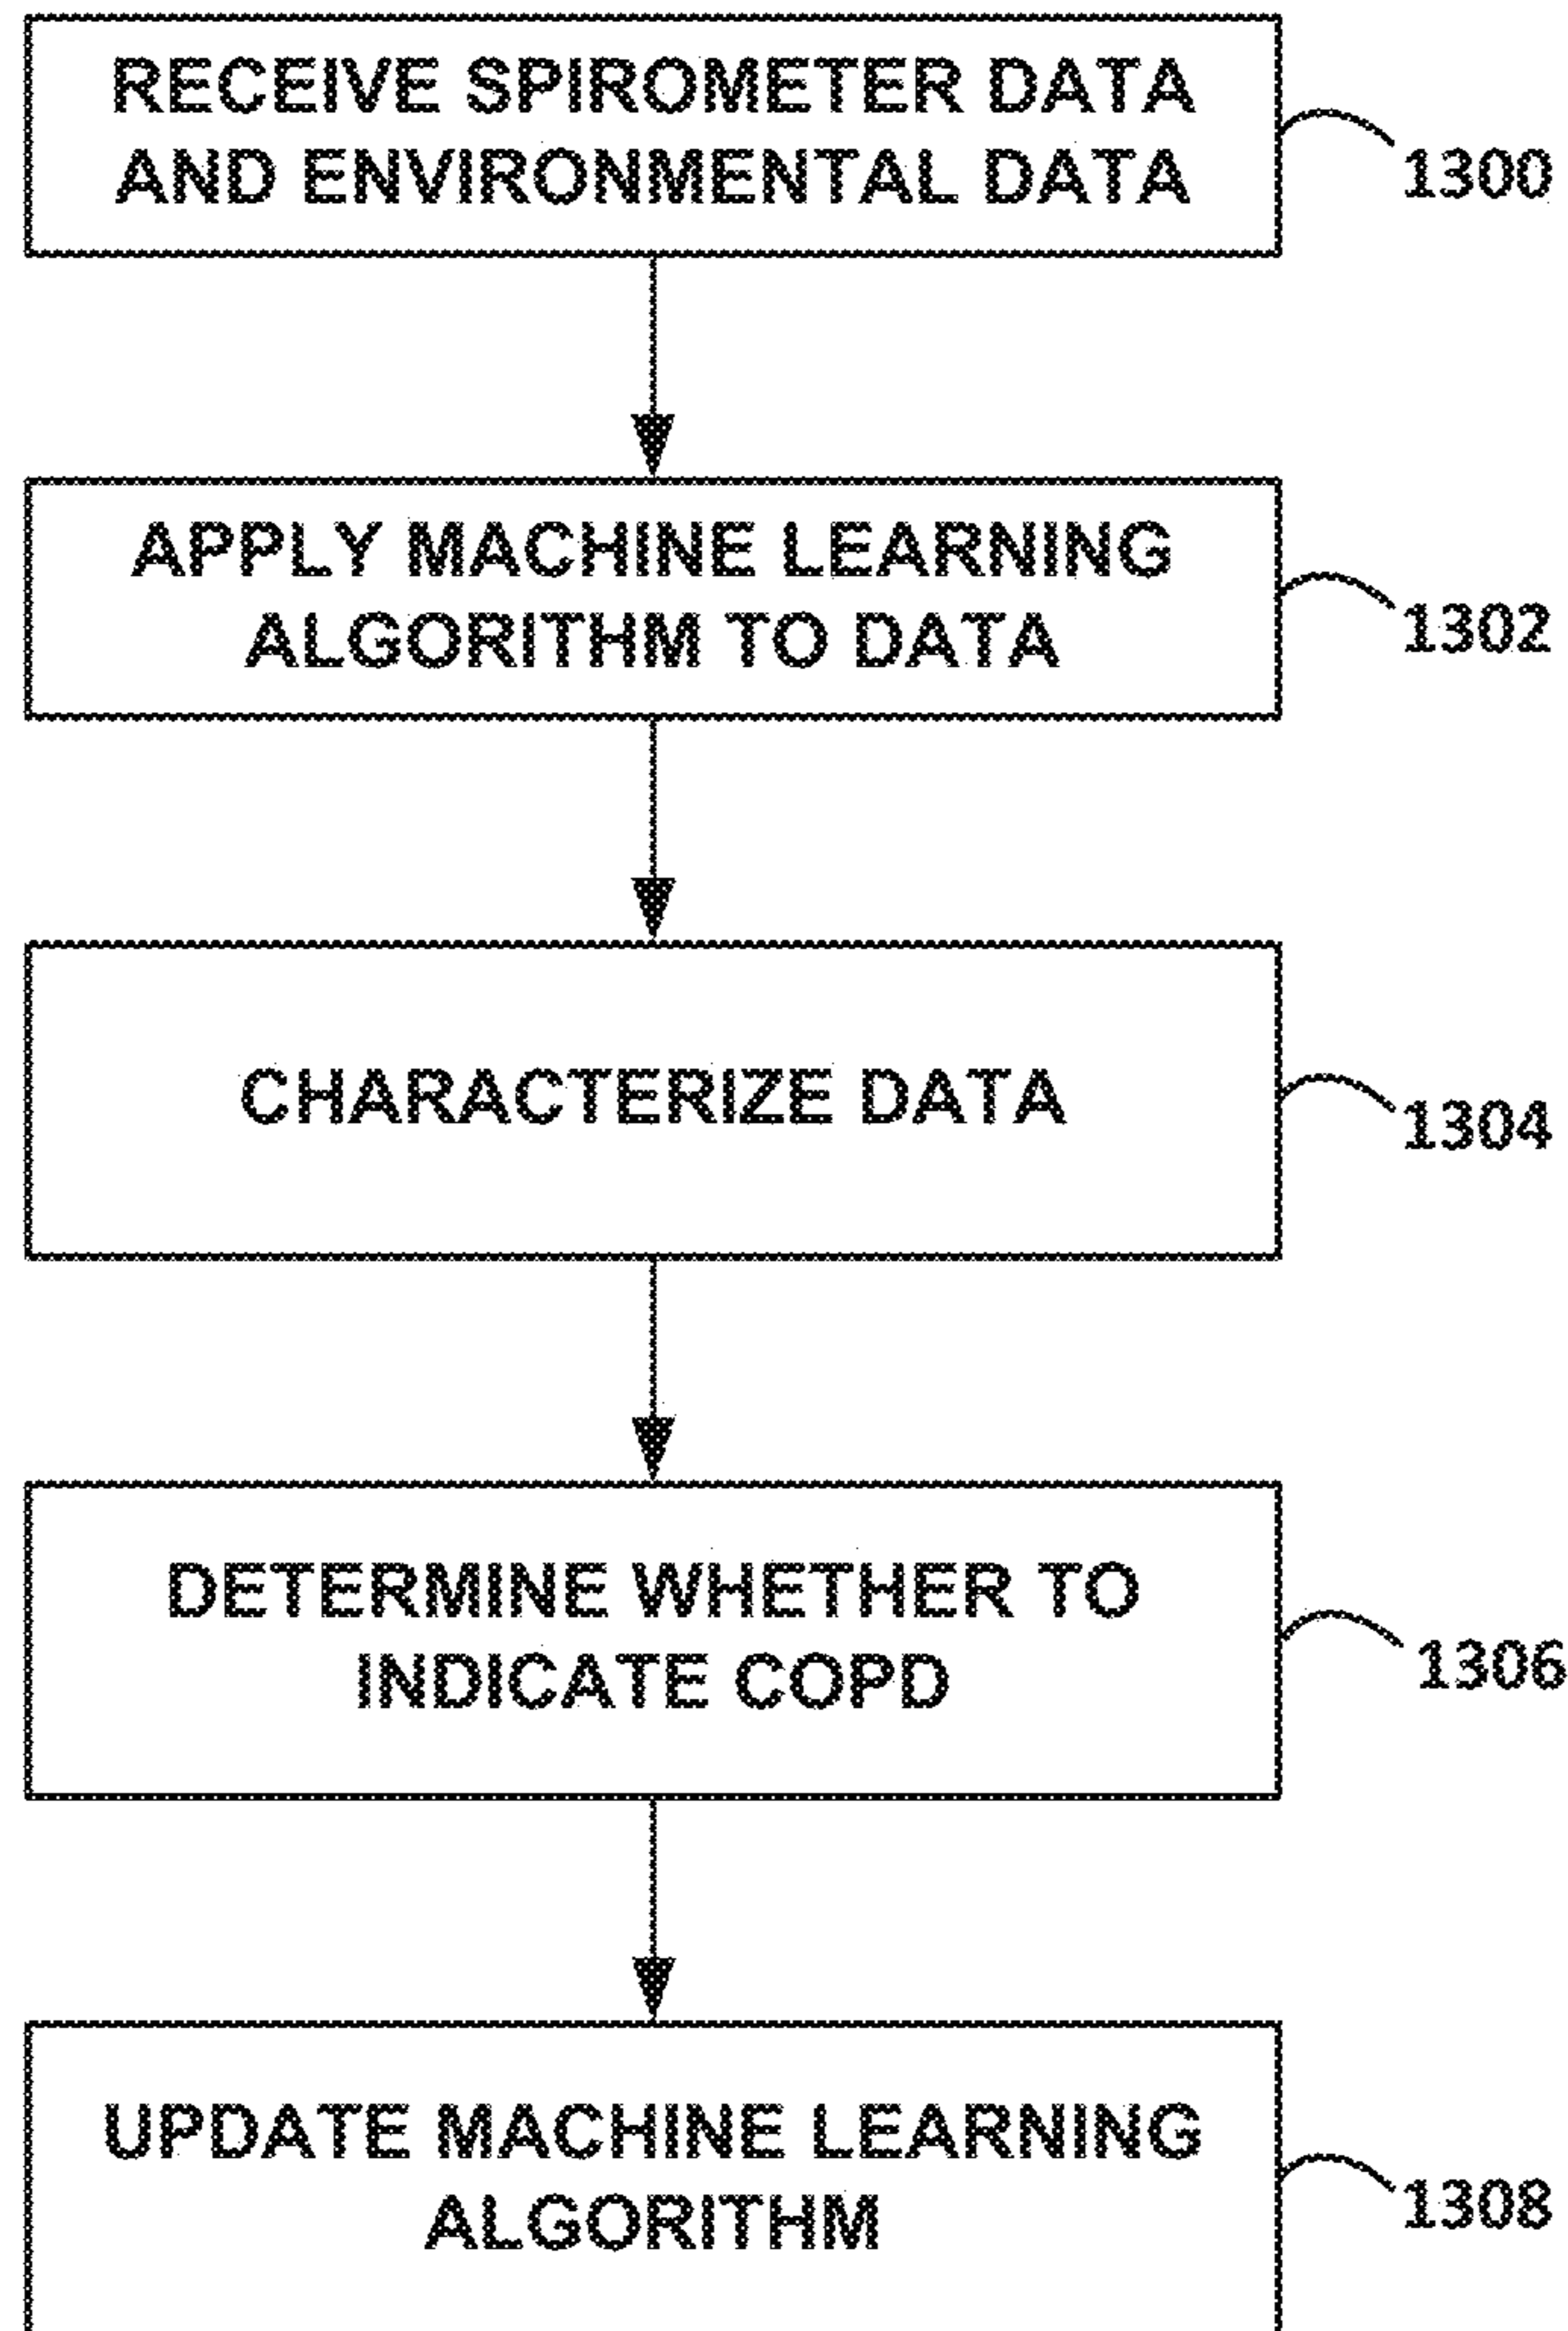 RECEIVE SPIROMETER DATA
AND ENVIRONMENTAL DATA
1300
APPLY MACHINE LEARNING
ALGORITHM TO DATA
1302
CHARACTERIZE DATA
1304
DETERMINE WHETHER TO
INDICATE COPD
1306
UPDATE MACHINE LEARNING
ALGORITHM
1308